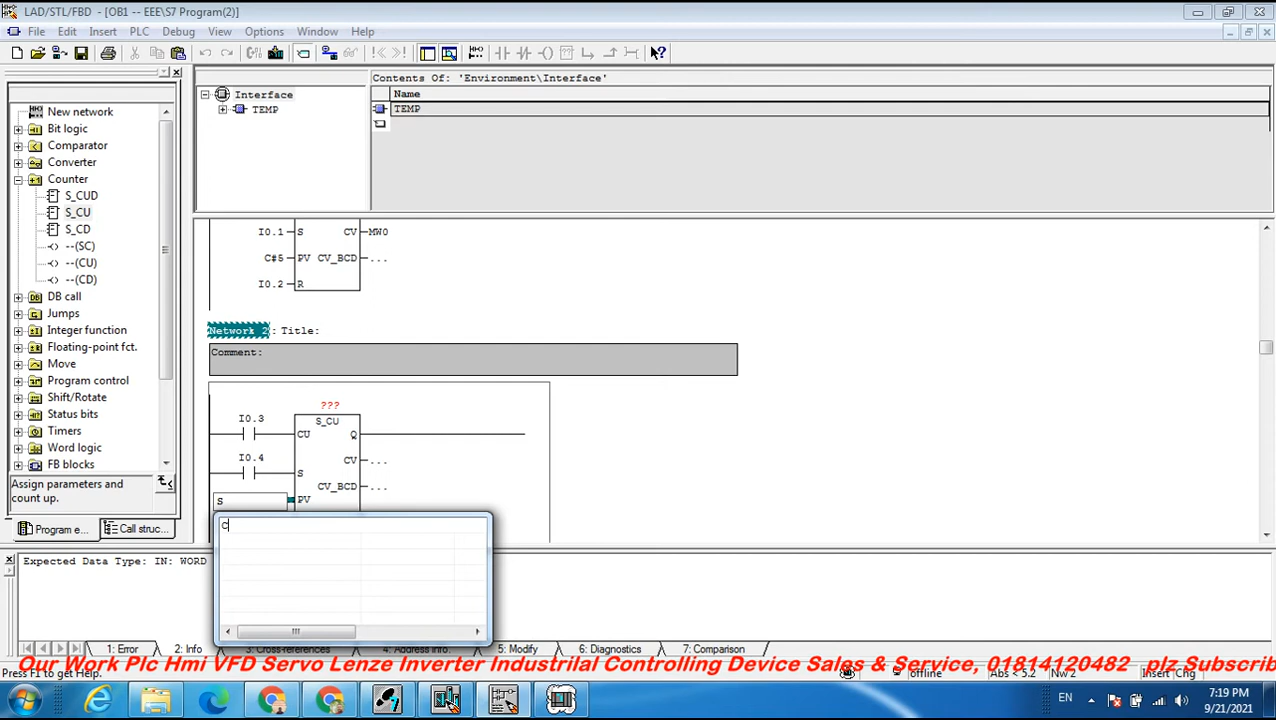 LAD/STL/FBD - [OB1 -- EEE\S7 Program(2)]
File Edit Insert PLC Debug View Options Window Help
Contents Of: 'Environment\Interface'
Interface
TEMP
Name
TEMP
New network
Bit logic
Comparator
Converter
Counter
S_CUD
S_CU
S_CD
--(SC)
--(CU)
--(CD)
DB call
Jumps
Integer function
Floating-point fct.
Move
Program control
Shift/Rotate
Status bits
Timers
Word logic
FB blocks
Assign parameters and
count up.
Program e...
Call struc...
I0.1 S CV MW0
C#5 PV CV_BCD ...
I0.2 R
Network 2: Title:
Comment:
???
I0.3
S_CU
CU Q
I0.4
CV ...
S
CV_BCD ...
S PV
C
Expected Data Type: IN: WORD
1: Error 2: Info 3: Cross-references 4: Address info. 5: Modify 6: Diagnostics 7: Comparison
Our Work Plc Hmi VFD Servo Lenze Inverter Industrilal Controlling Device Sales & Service, 01814120482 plz Subscrib
Press F1 to get Help.
offline Abs < 5.2 Nw 2 Insert Chg
EN
7:19 PM
9/21/2021